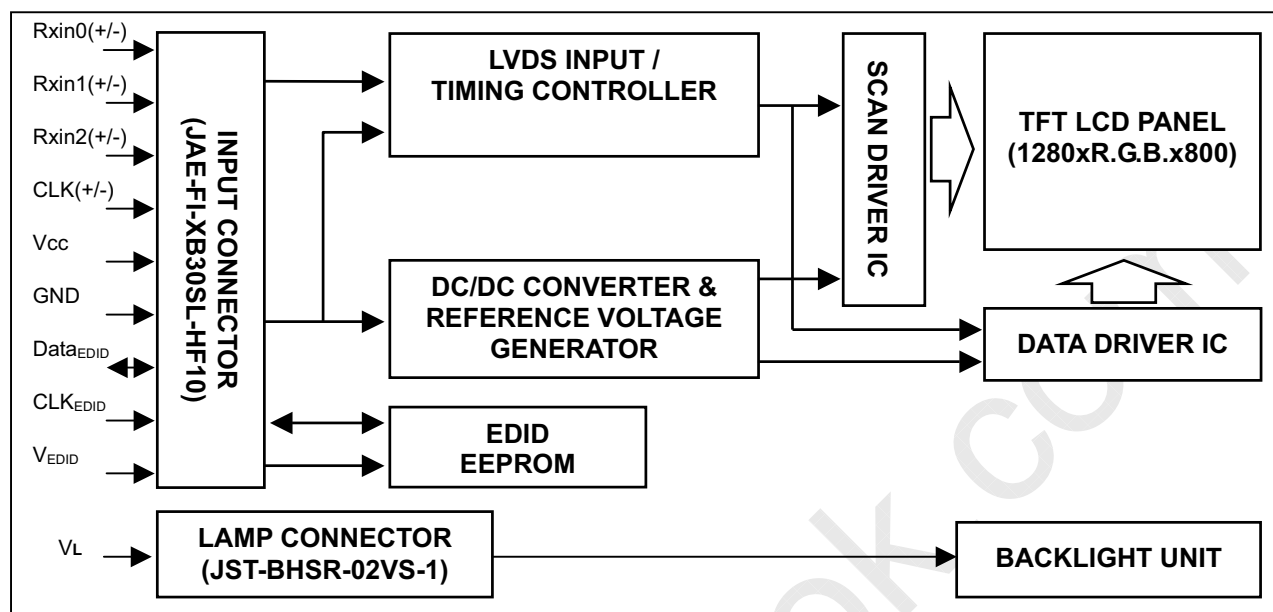 Rxin0(+/-)
Rxin1(+/-)
Rxin2(+/-)
CLK(+/-)
Vcc
GND
DataEDID
CLKEDID
VEDID
VL
INPUT CONNECTOR
(JAE-FI-XB30SL-HF10)
LVDS INPUT /
TIMING CONTROLLER
DC/DC CONVERTER &
REFERENCE VOLTAGE
GENERATOR
EDID
EEPROM
LAMP CONNECTOR
(JST-BHSR-02VS-1)
SCAN DRIVER IC
TFT LCD PANEL
(1280xR.G.B.x800)
DATA DRIVER IC
BACKLIGHT UNIT
ok com